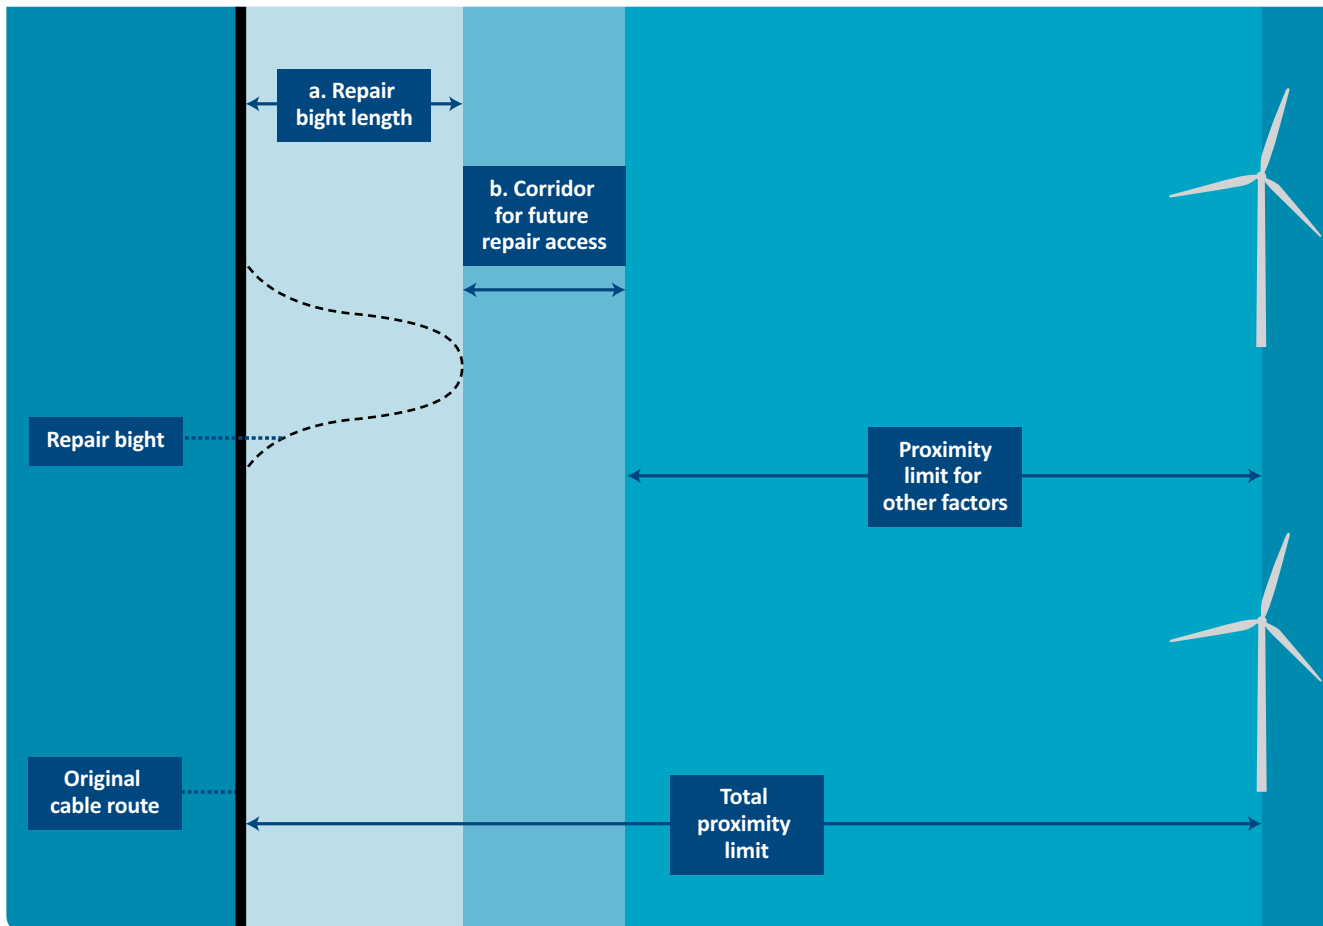 a. Repair
bight length
b. Corridor
for future
repair access
Repair bight
Proximity
limit for
other factors
Original
cable route
Total
proximity
limit